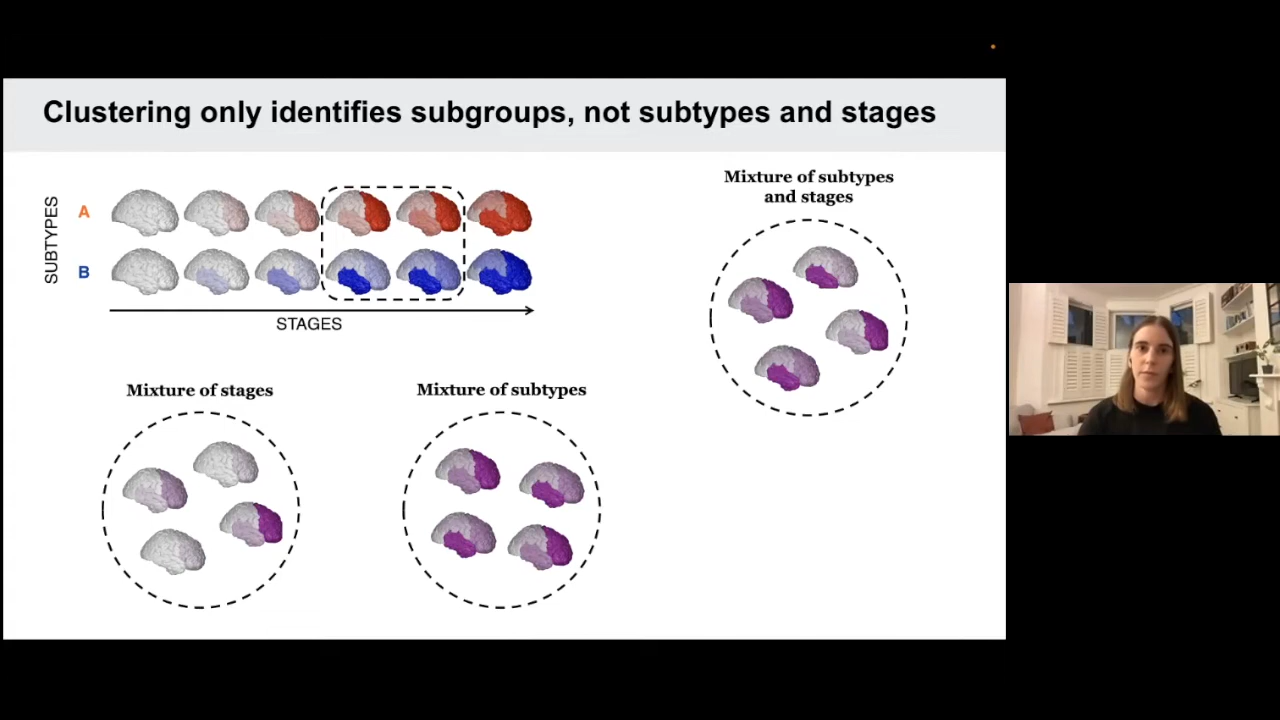 Clustering only identifies subgroups, not subtypes and stages
SUBTYPES
A
B
STAGES
Mixture of subtypes
and stages
Mixture of stages
Mixture of subtypes